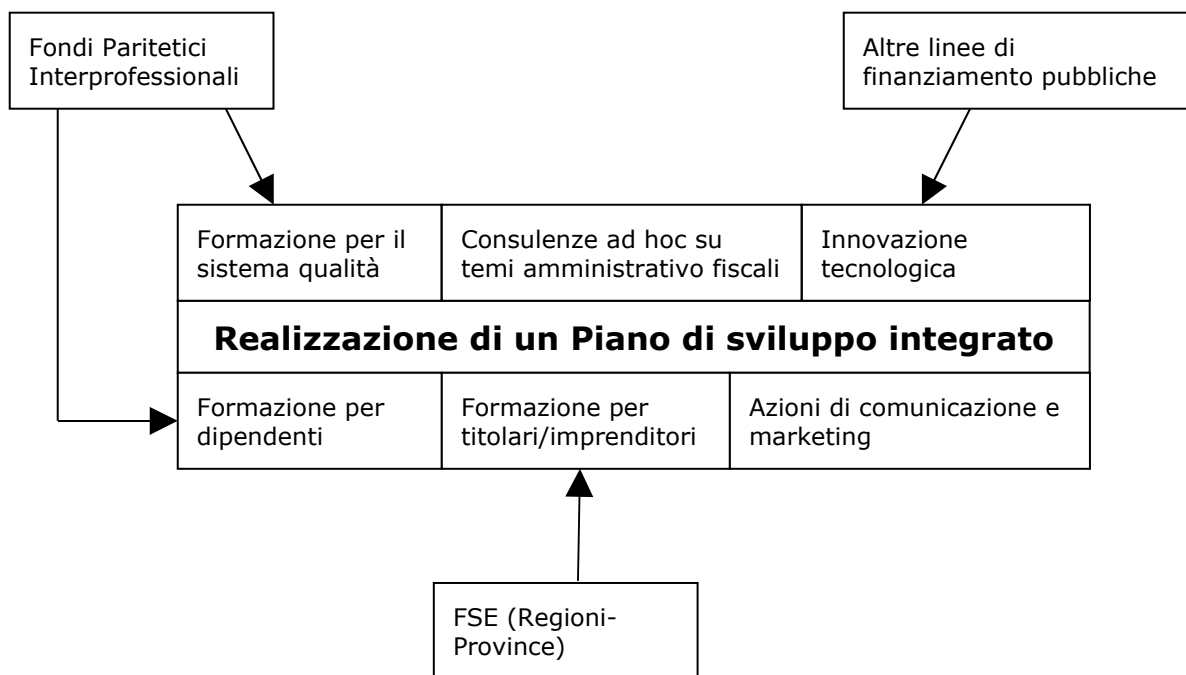 Fondi Paritetici
Interprofessionali
Altre linee di
finanziamento pubbliche
Formazione per il
sistema qualità
Consulenze ad hoc su
temi amministrativo fiscali
Innovazione
tecnologica
Realizzazione di un Piano di sviluppo integrato
Formazione per
dipendenti
Formazione per
titolari/imprenditori
Azioni di comunicazione e
marketing
FSE (Regioni-
Province)